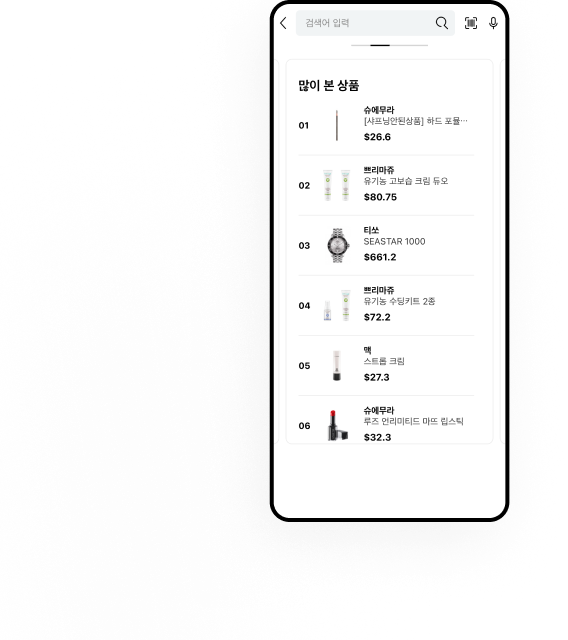 검색어 입력
많이 본 상품
01
슈에무라
[샤프닝안된상품] 하드 포뮬…
$26.6
02
쁘리마쥬
유기농 고보습 크림 듀오
$80.75
03
티쏘
SEASTAR 1000
$661.2
04
쁘리마쥬
유기농 수딩키트 2종
$72.2
05
맥
스트롭 크림
$27.3
06
슈에무라
루즈 언리미티드 마뜨 립스틱
$32.3